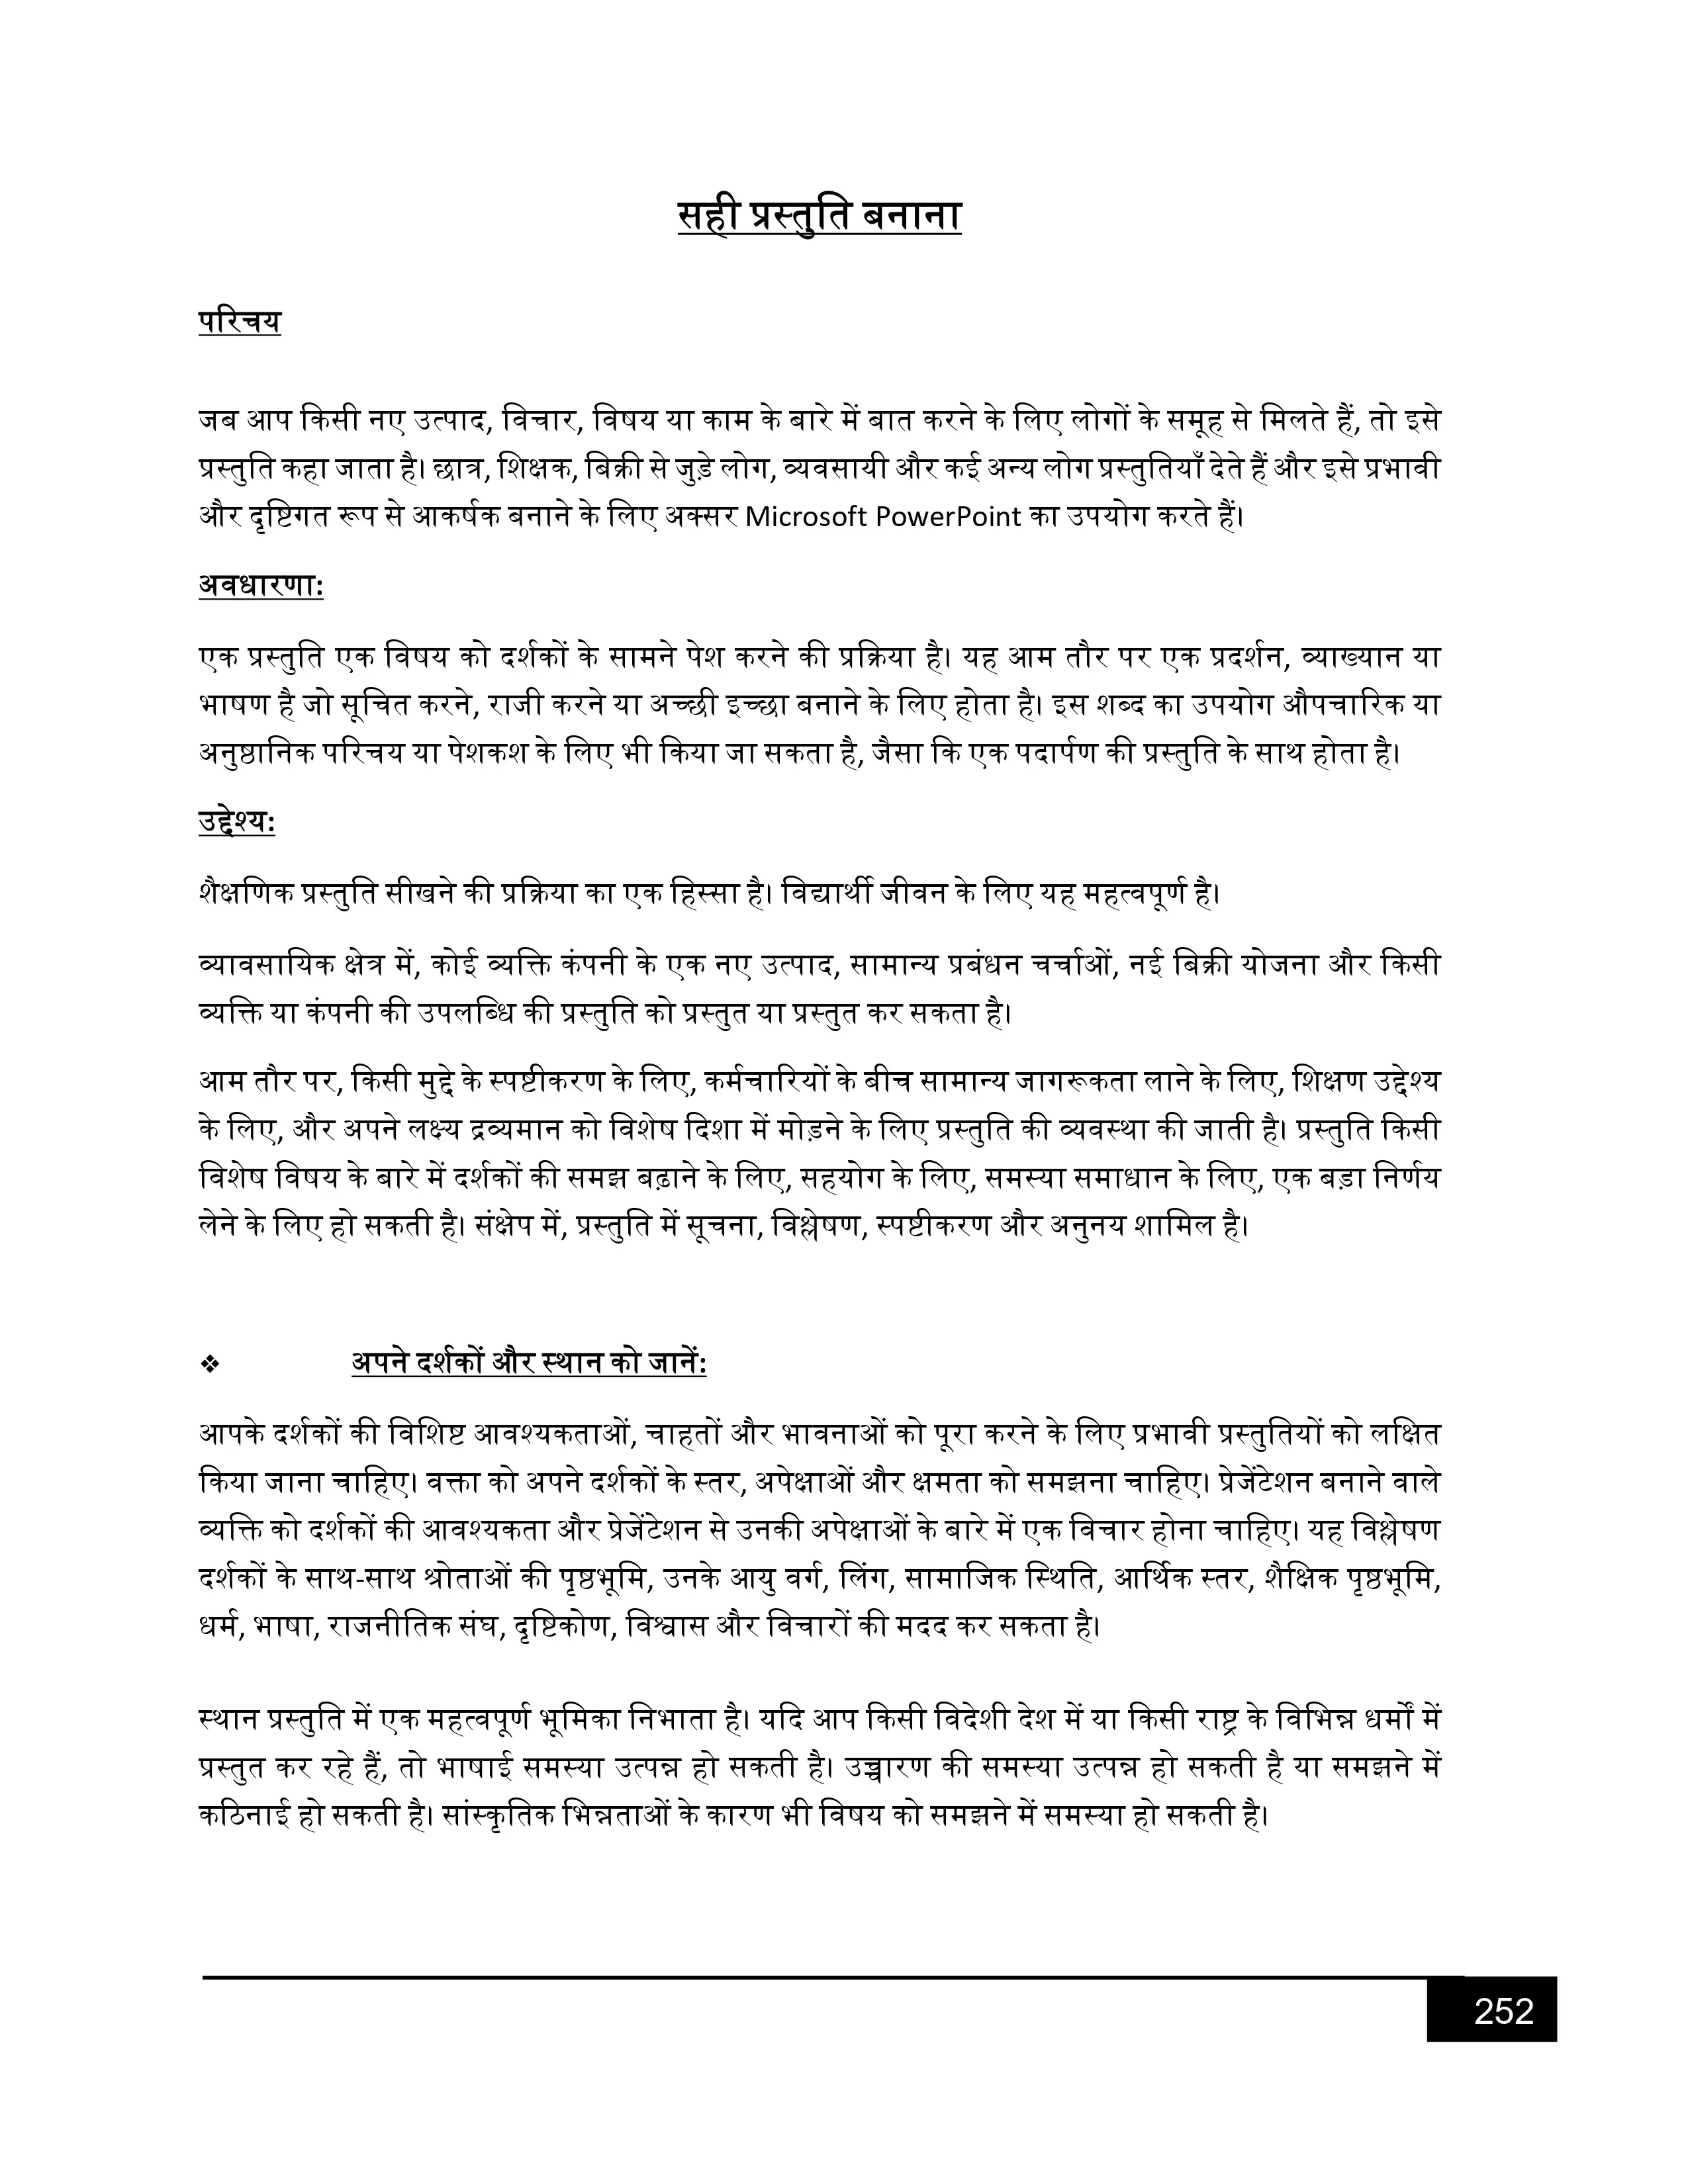 सही प्रस्तुति बनाना
परिचय
जब आप किसी नए उत्पाद, विचार, विषय या काम के बारे में बात करने के लिए लोगों के समूह से मिलते हैं, तो इसे
प्रस्तुति कहा जाता है। छात्र, शिक्षक, बिक्री से जुड़े लोग, व्यवसायी और कई अन्य लोग प्रस्तुतियाँ देते हैं और इसे प्रभावी
और दृष्टिगत रूप से आकर्षक बनाने के लिए अक्सर Microsoft PowerPoint का उपयोग करते हैं।
अवधारणा:
एक प्रस्तुति एक विषय को दर्शकों के सामने पेश करने की प्रक्रिया है। यह आम तौर पर एक प्रदर्शन, व्याख्यान या
भाषण है जो सूचित करने, राजी करने या अच्छी इच्छा बनाने के लिए होता है। इस शब्द का उपयोग औपचारिक या
अनुष्ठानिक परिचय या पेशकश के लिए भी किया जा सकता है, जैसा कि एक पदार्पण की प्रस्तुति के साथ होता है।
उद्देश्य:
शैक्षणिक प्रस्तुति सीखने की प्रक्रिया का एक हिस्सा है। विद्यार्थी जीवन के लिए यह महत्वपूर्ण है।
व्यावसायिक क्षेत्र में, कोई व्यक्ति कंपनी के एक नए उत्पाद, सामान्य प्रबंधन चर्चाओं, नई बिक्री योजना और किसी
व्यक्ति या कंपनी की उपलब्धि की प्रस्तुति को प्रस्तुत या प्रस्तुत कर सकता है।
आम तौर पर, किसी मुद्दे के स्पष्टीकरण के लिए, कर्मचारियों के बीच सामान्य जागरूकता लाने के लिए, शिक्षण उद्देश्य
के लिए, और अपने लक्ष्य द्रव्यमान को विशेष दिशा में मोड़ने के लिए प्रस्तुति की व्यवस्था की जाती है। प्रस्तुति किसी
विशेष विषय के बारे में दर्शकों की समझ बढ़ाने के लिए, सहयोग के लिए, समस्या समाधान के लिए, एक बड़ा निर्णय
लेने के लिए हो सकती है। संक्षेप में, प्रस्तुति में सूचना, विश्लेषण, स्पष्टीकरण और अनुनय शामिल है।
❖ अपने दर्शकों और स्थान को जानें:
आपके दर्शकों की विशिष्ट आवश्यकताओं, चाहतों और भावनाओं को पूरा करने के लिए प्रभावी प्रस्तुतियों को लक्षित
किया जाना चाहिए। वक्ता को अपने दर्शकों के स्तर, अपेक्षाओं और क्षमता को समझना चाहिए। प्रेजेंटेशन बनाने वाले
व्यक्ति को दर्शकों की आवश्यकता और प्रेजेंटेशन से उनकी अपेक्षाओं के बारे में एक विचार होना चाहिए। यह विश्लेषण
दर्शकों के साथ-साथ श्रोताओं की पृष्ठभूमि, उनके आयु वर्ग, लिंग, सामाजिक स्थिति, आर्थिक स्तर, शैक्षिक पृष्ठभूमि,
धर्म, भाषा, राजनीतिक संघ, दृष्टिकोण, विश्वास और विचारों की मदद कर सकता है।
स्थान प्रस्तुति में एक महत्वपूर्ण भूमिका निभाता है। यदि आप किसी विदेशी देश में या किसी राष्ट्र के विभिन्न धर्मों में
प्रस्तुत कर रहे हैं, तो भाषाई समस्या उत्पन्न हो सकती है। उच्चारण की समस्या उत्पन्न हो सकती है या समझने में
कठिनाई हो सकती है। सांस्कृतिक भिन्नताओं के कारण भी विषय को समझने में समस्या हो सकती है।
252